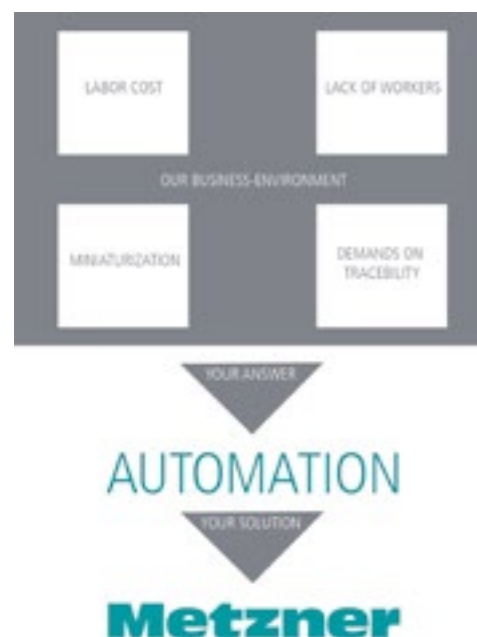 LABOR COST
LACK OF WORKERS
OUR BUSINESS-ENVIRONMENT
MINIATURIZATION
DEMANDS ON
TRACEBILITY
YOUR ANSWER
AUTOMATION
YOUR SOLUTION
Metzner